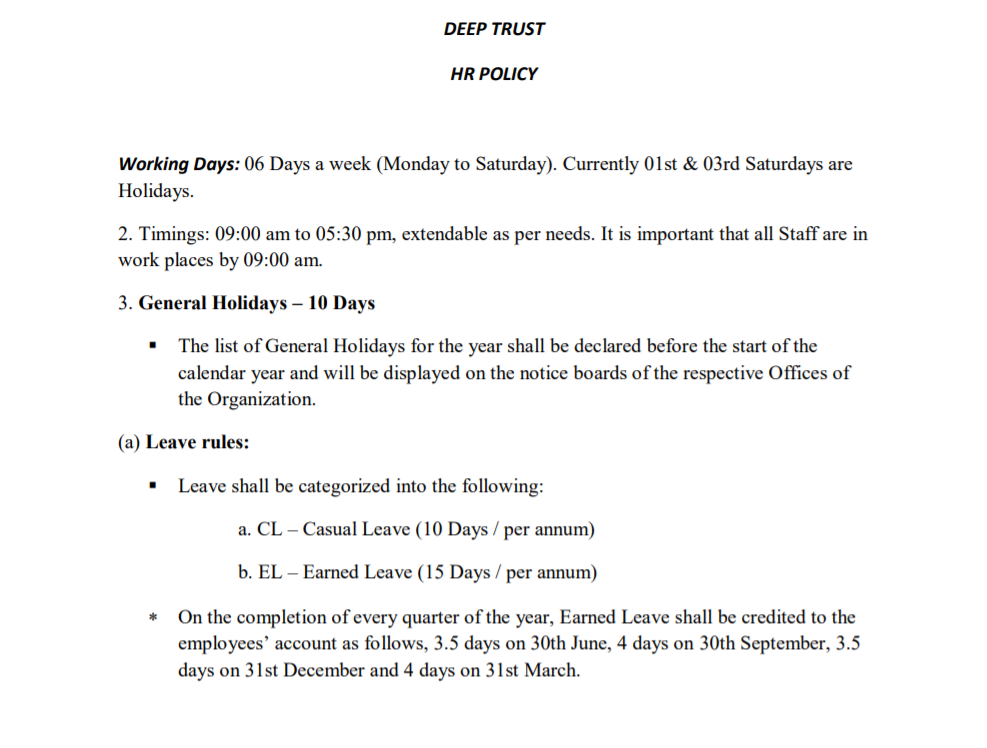 DEEP TRUST
HR POLICY
Working Days: 06 Days a week (Monday to Saturday). Currently 01st & 03rd Saturdays are
Holidays.
2. Timings: 09:00 am to 05:30 pm, extendable as per needs. It is important that all Staff are in
work places by 09:00 am.
3. General Holidays – 10 Days
▪ The list of General Holidays for the year shall be declared before the start of the
calendar year and will be displayed on the notice boards of the respective Offices of
the Organization.
(a) Leave rules:
▪ Leave shall be categorized into the following:
a. CL – Casual Leave (10 Days / per annum)
b. EL – Earned Leave (15 Days / per annum)
* On the completion of every quarter of the year, Earned Leave shall be credited to the
employees’ account as follows, 3.5 days on 30th June, 4 days on 30th September, 3.5
days on 31st December and 4 days on 31st March.